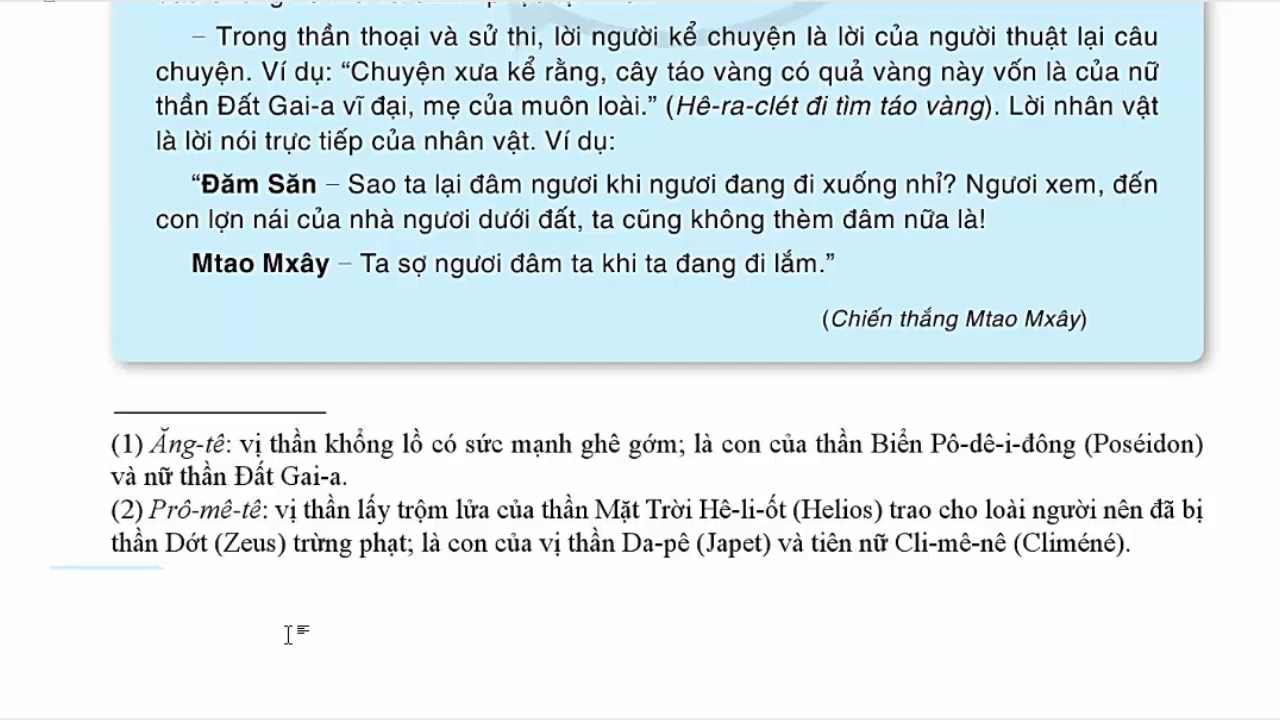 – Trong thần thoại và sử thi, lời người kể chuyện là lời của người thuật lại câu
chuyện. Ví dụ: “Chuyện xưa kể rằng, cây táo vàng có quả vàng này vốn là của nữ
thần Đất Gai-a vĩ đại, mẹ của muôn loài.” (Hê-ra-clét đi tìm táo vàng). Lời nhân vật
là lời nói trực tiếp của nhân vật. Ví dụ:
“Đăm Săn – Sao ta lại đâm ngươi khi ngươi đang đi xuống nhỉ? Ngươi xem, đến
con lợn nái của nhà ngươi dưới đất, ta cũng không thèm đâm nữa là!
Mtao Mxây – Ta sợ ngươi đâm ta khi ta đang đi lắm.”
(Chiến thắng Mtao Mxây)
(1) Ăng-tê: vị thần khổng lồ có sức mạnh ghê gớm; là con của thần Biển Pô-dê-i-đông (Poséidon)
và nữ thần Đất Gai-a.
(2) Prô-mê-tê: vị thần lấy trộm lửa của thần Mặt Trời Hê-li-ốt (Helios) trao cho loài người nên đã bị
thần Dớt (Zeus) trừng phạt; là con của vị thần Da-pê (Japet) và tiên nữ Cli-mê-nê (Climéné).